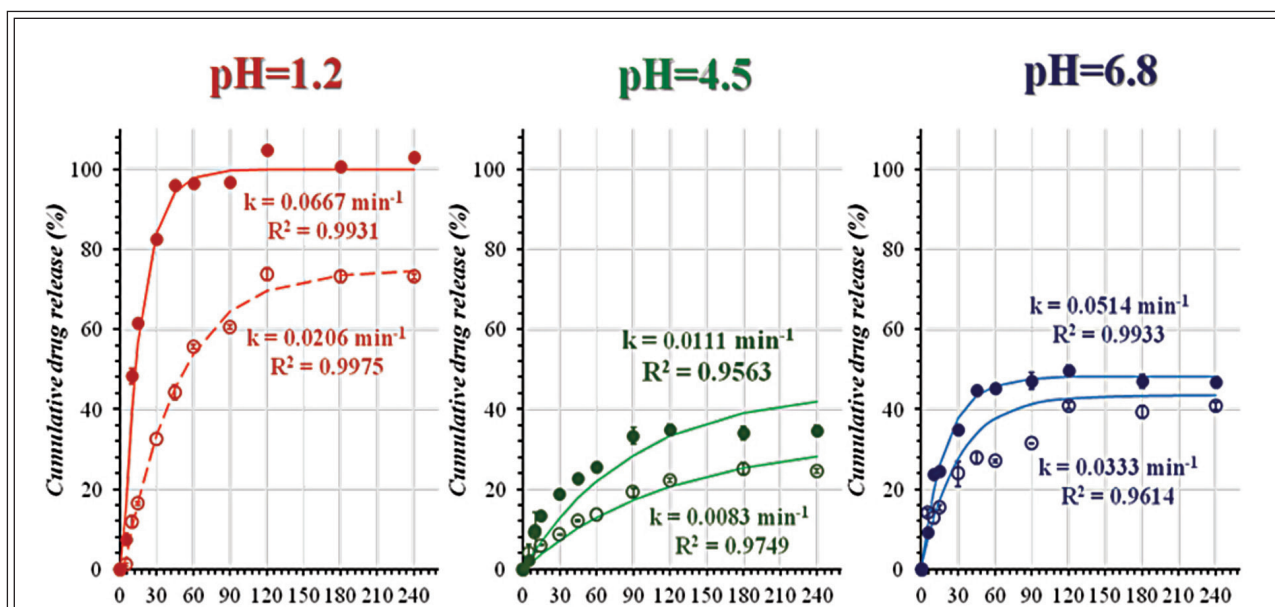 pH=1.2
pH=4.5
pH=6.8
Cumulative drug release (%)
100
80
60
40
20
0
k = 0.0667 min-1
R2 = 0.9931
k = 0.0206 min-1
R2 = 0.9975
0 30 60 90 120 180 210 240
Cumulative drug release (%)
100
80
60
40
20
0
k = 0.0111 min-1
R2 = 0.9563
k = 0.0083 min-1
R2 = 0.9749
0 30 60 90 120 180 210 240
Cumulative drug release (%)
100
80
60
40
20
0
k = 0.0514 min-1
R2 = 0.9933
k = 0.0333 min-1
R2 = 0.9614
0 30 60 90 120 180 210 240